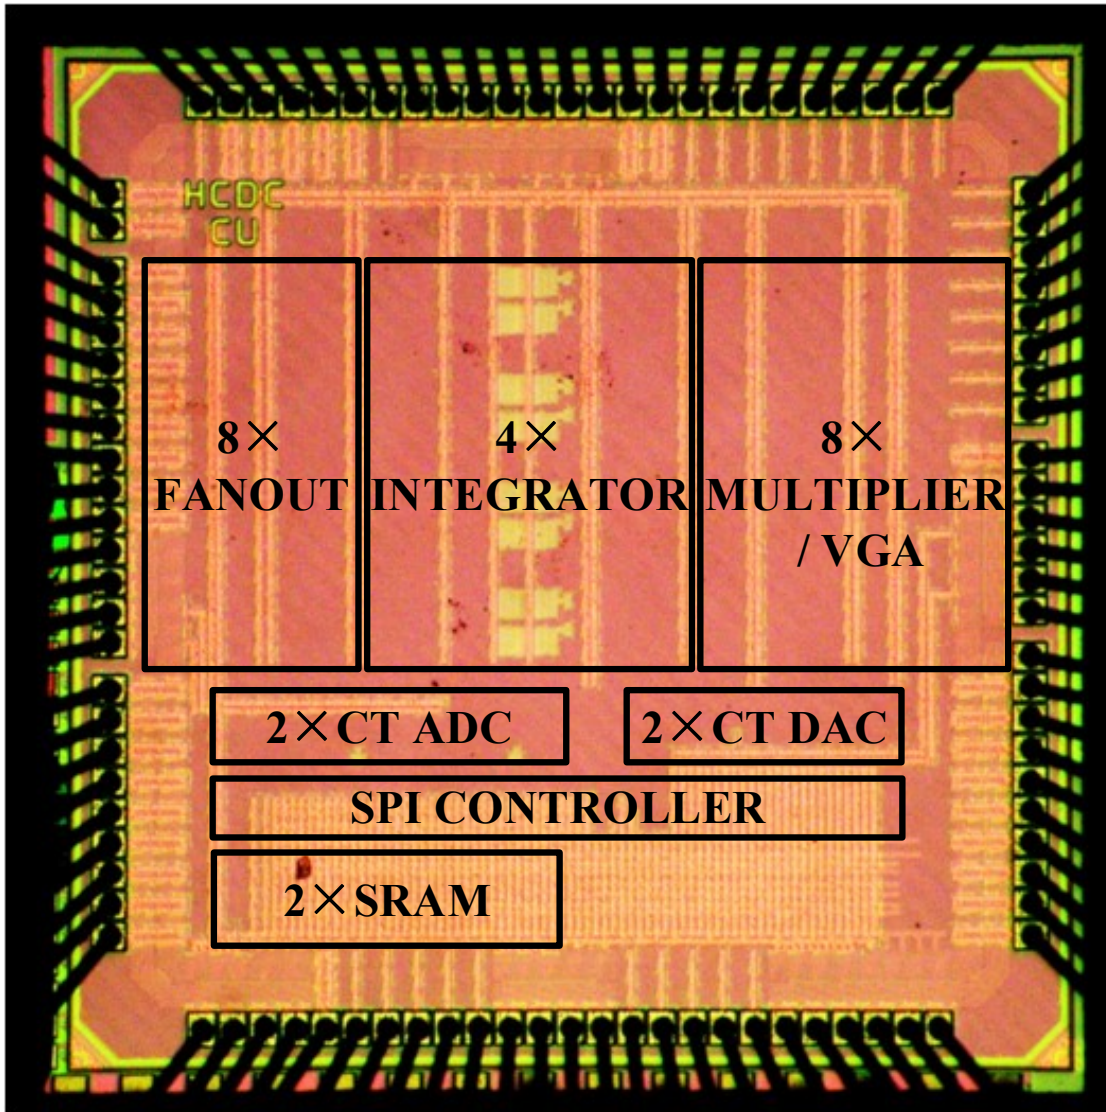 HCDC
CU
8×
FANOUT
4×
INTEGRATOR
8×
MULTIPLIER
/ VGA
2×CT ADC
2×CT DAC
SPI CONTROLLER
2×SRAM